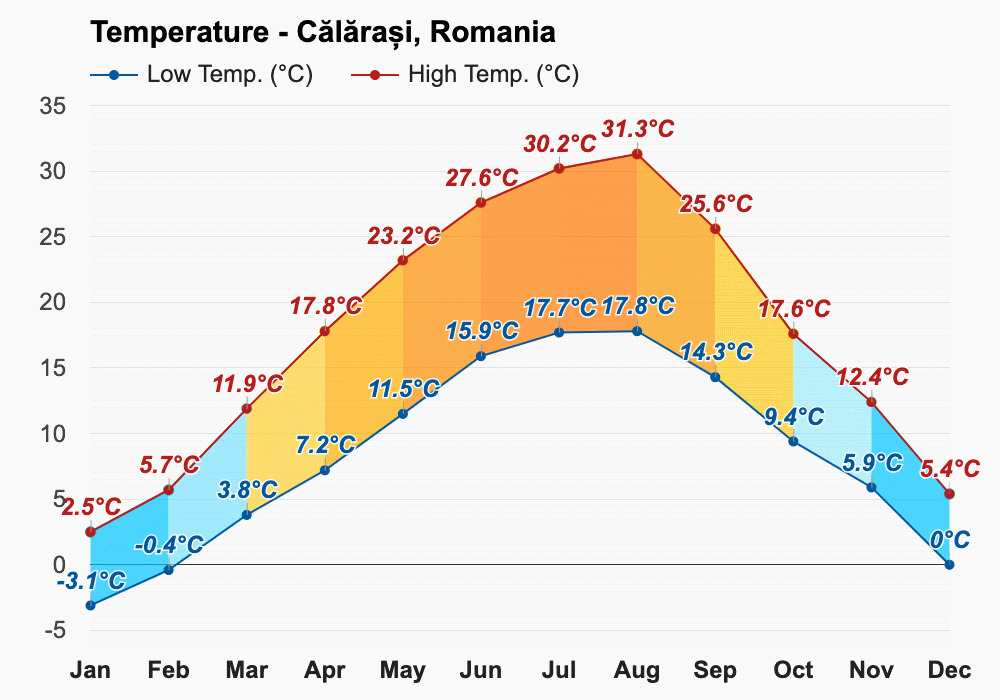 Temperature - Călărași, Romania
Low Temp. (°C) High Temp. (°C)
35
31.3°C
30.2°C
30
27.6°C
25.6°C
25
23.2°C
20
17.8°C 17.7°C 17.8°C 17.6°C
15.9°C
15
14.3°C
11.9°C 11.5°C 12.4°C
10
9.4°C
7.2°C
5.7°C 5.9°C 5.4°C
5
3.8°C
2.5°C
-0.4°C 0°C
0
-3.1°C
-5
Jan Feb Mar Apr May Jun Jul Aug Sep Oct Nov Dec